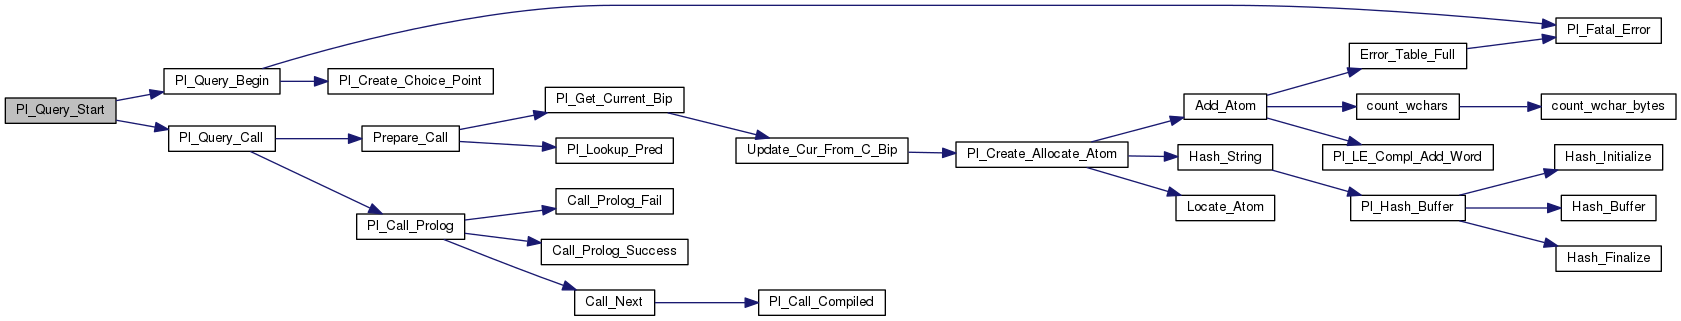 Pl_Query_Start
Pl_Query_Begin
Pl_Fatal_Error
Pl_Create_Choice_Point
Pl_Query_Call
Prepare_Call
Pl_Get_Current_Bip
Pl_Lookup_Pred
Update_Cur_From_C_Bip
Pl_Create_Allocate_Atom
Add_Atom
Error_Table_Full
count_wchars
count_wchar_bytes
Pl_LE_Compl_Add_Word
Hash_String
Pl_Hash_Buffer
Hash_Initialize
Hash_Buffer
Hash_Finalize
Locate_Atom
Pl_Call_Prolog
Call_Prolog_Fail
Call_Prolog_Success
Call_Next
Pl_Call_Compiled